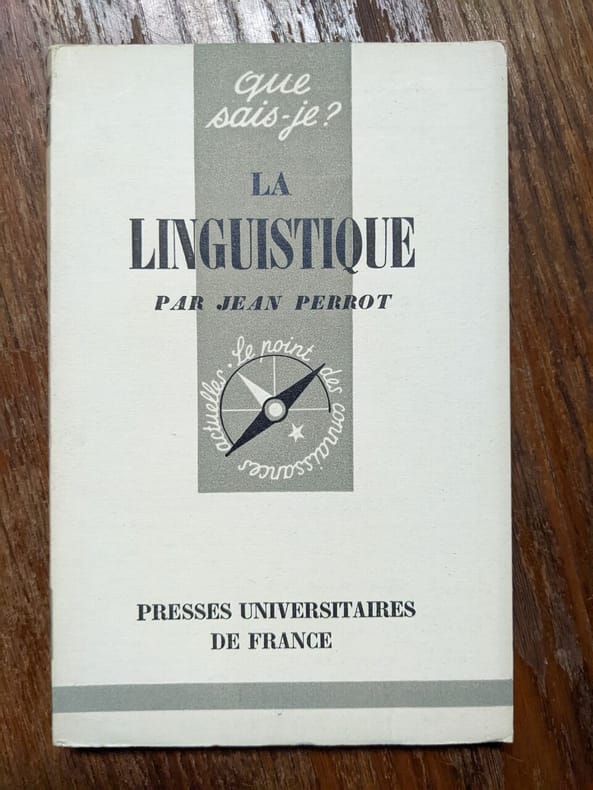 que
sais-je?
LA
LINGUISTIQUE
PAR JEAN PERROT
Le point des connaissances actuelles •
PRESSES UNIVERSITAIRES
DE FRANCE